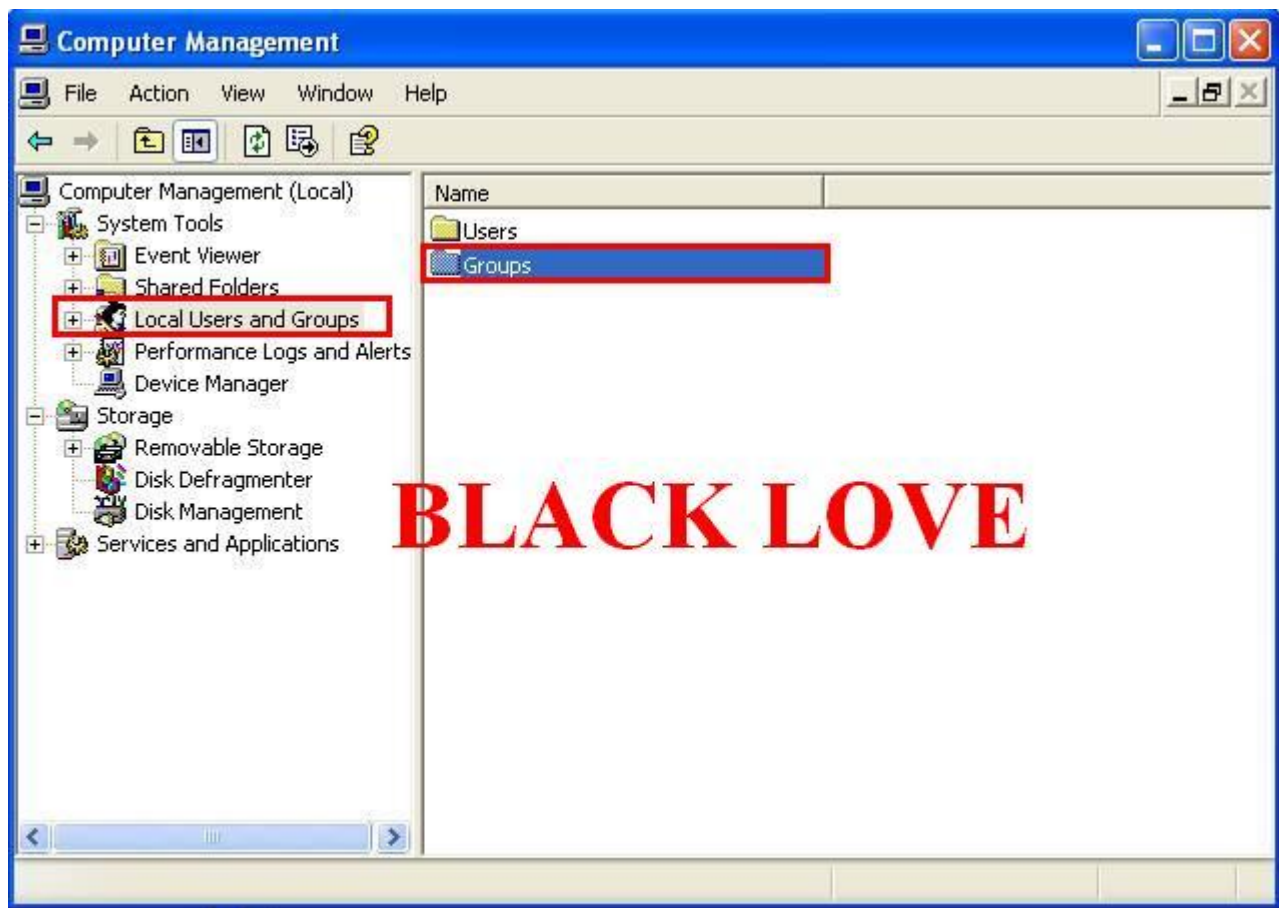 Computer Management
File Action View Window Help
Computer Management (Local)
System Tools
Event Viewer
Shared Folders
Local Users and Groups
Performance Logs and Alerts
Device Manager
Storage
Removable Storage
Disk Defragmenter
Disk Management
Services and Applications
Name
Users
Groups
BLACK LOVE